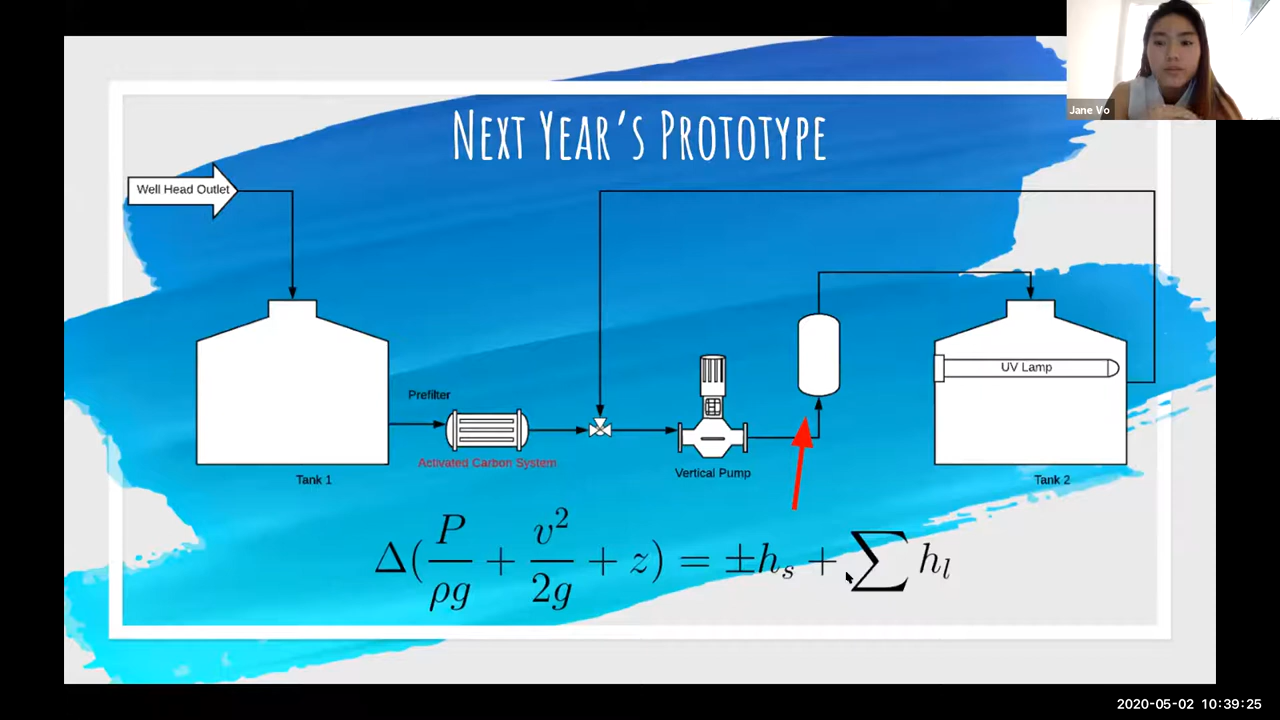 Jane Vo
Next Year's Prototype
Well Head Outlet
UV Lamp
Prefilter
Activated Carbon System
Vertical Pump
Tank 1
Tank 2
Δ(P/ρg + v²/2g + z) = ±hₛ + ∑ hₗ
2020-05-02 10:39:25